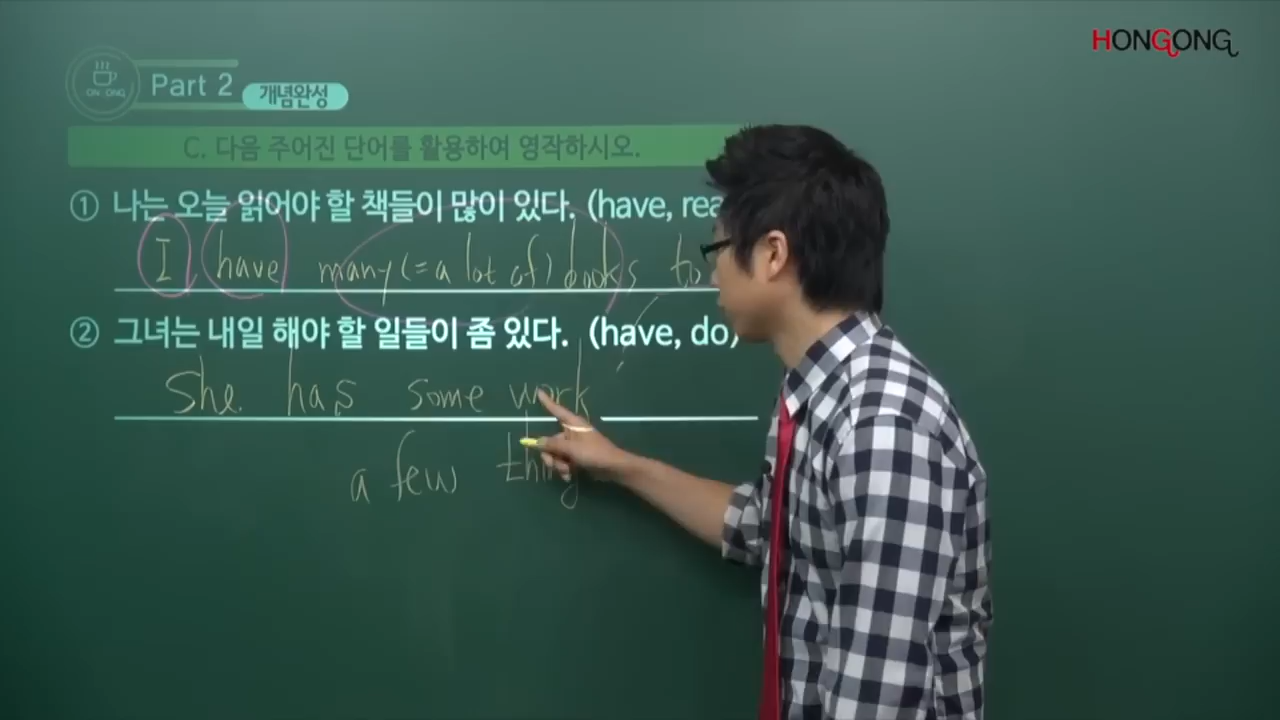 HONGONG
Part 2 개념완성
C. 다음 주어진 단어를 활용하여 영작하시오.
① 나는 오늘 읽어야 할 책들이 많이 있다. (have, rea
I have many (= a lot of) books to
② 그녀는 내일 해야 할 일들이 좀 있다. (have, do)
She has some work
a few thing